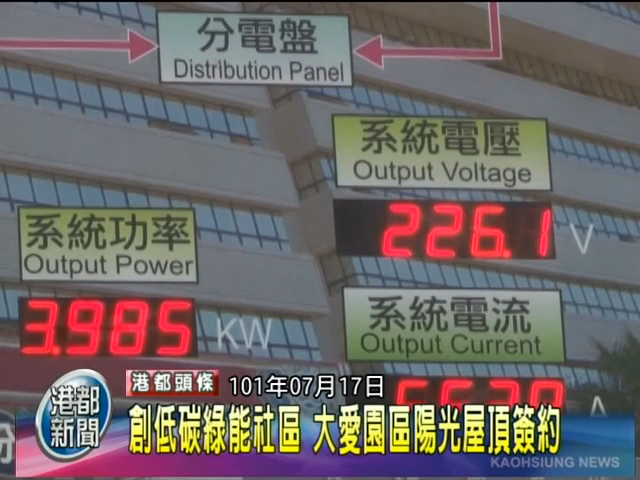 分電盤
Distribution Panel
系統電壓
Output Voltage
226.1 V
系統功率
Output Power
3.985 KW
系統電流
Output Current
A
港都頭條
101年07月17日
港都新聞
創低碳綠能社區 大愛園區陽光屋頂簽約
KAOHSIUNG NEWS